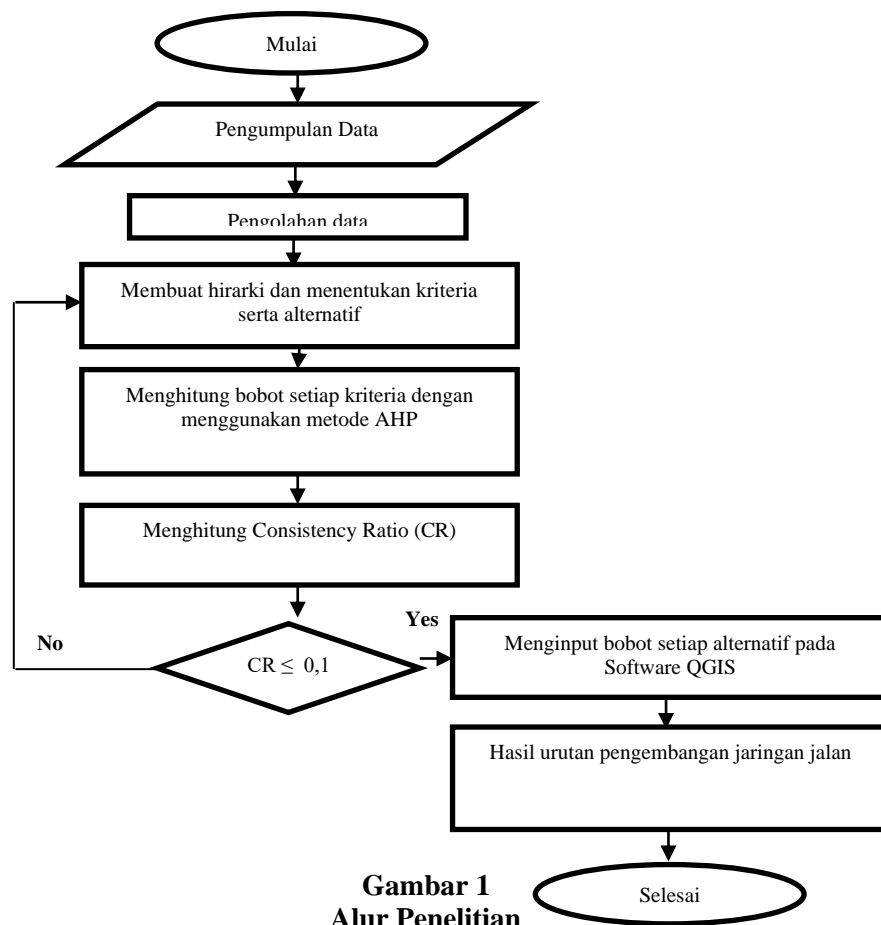 Mulai
Pengumpulan Data
Pengolahan data
Membuat hirarki dan menentukan kriteria
serta alternatif
Menghitung bobot setiap kriteria dengan
menggunakan metode AHP
Menghitung Consistency Ratio (CR)
CR ≤ 0,1
No
Yes
Menginput bobot setiap alternatif pada
Software QGIS
Hasil urutan pengembangan jaringan jalan
Selesai
Gambar 1
Alur Penelitian